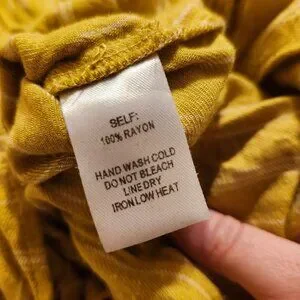 SELF:
100% RAYON
HAND WASH COLD
DO NOT BLEACH
LINE DRY
IRON LOW HEAT